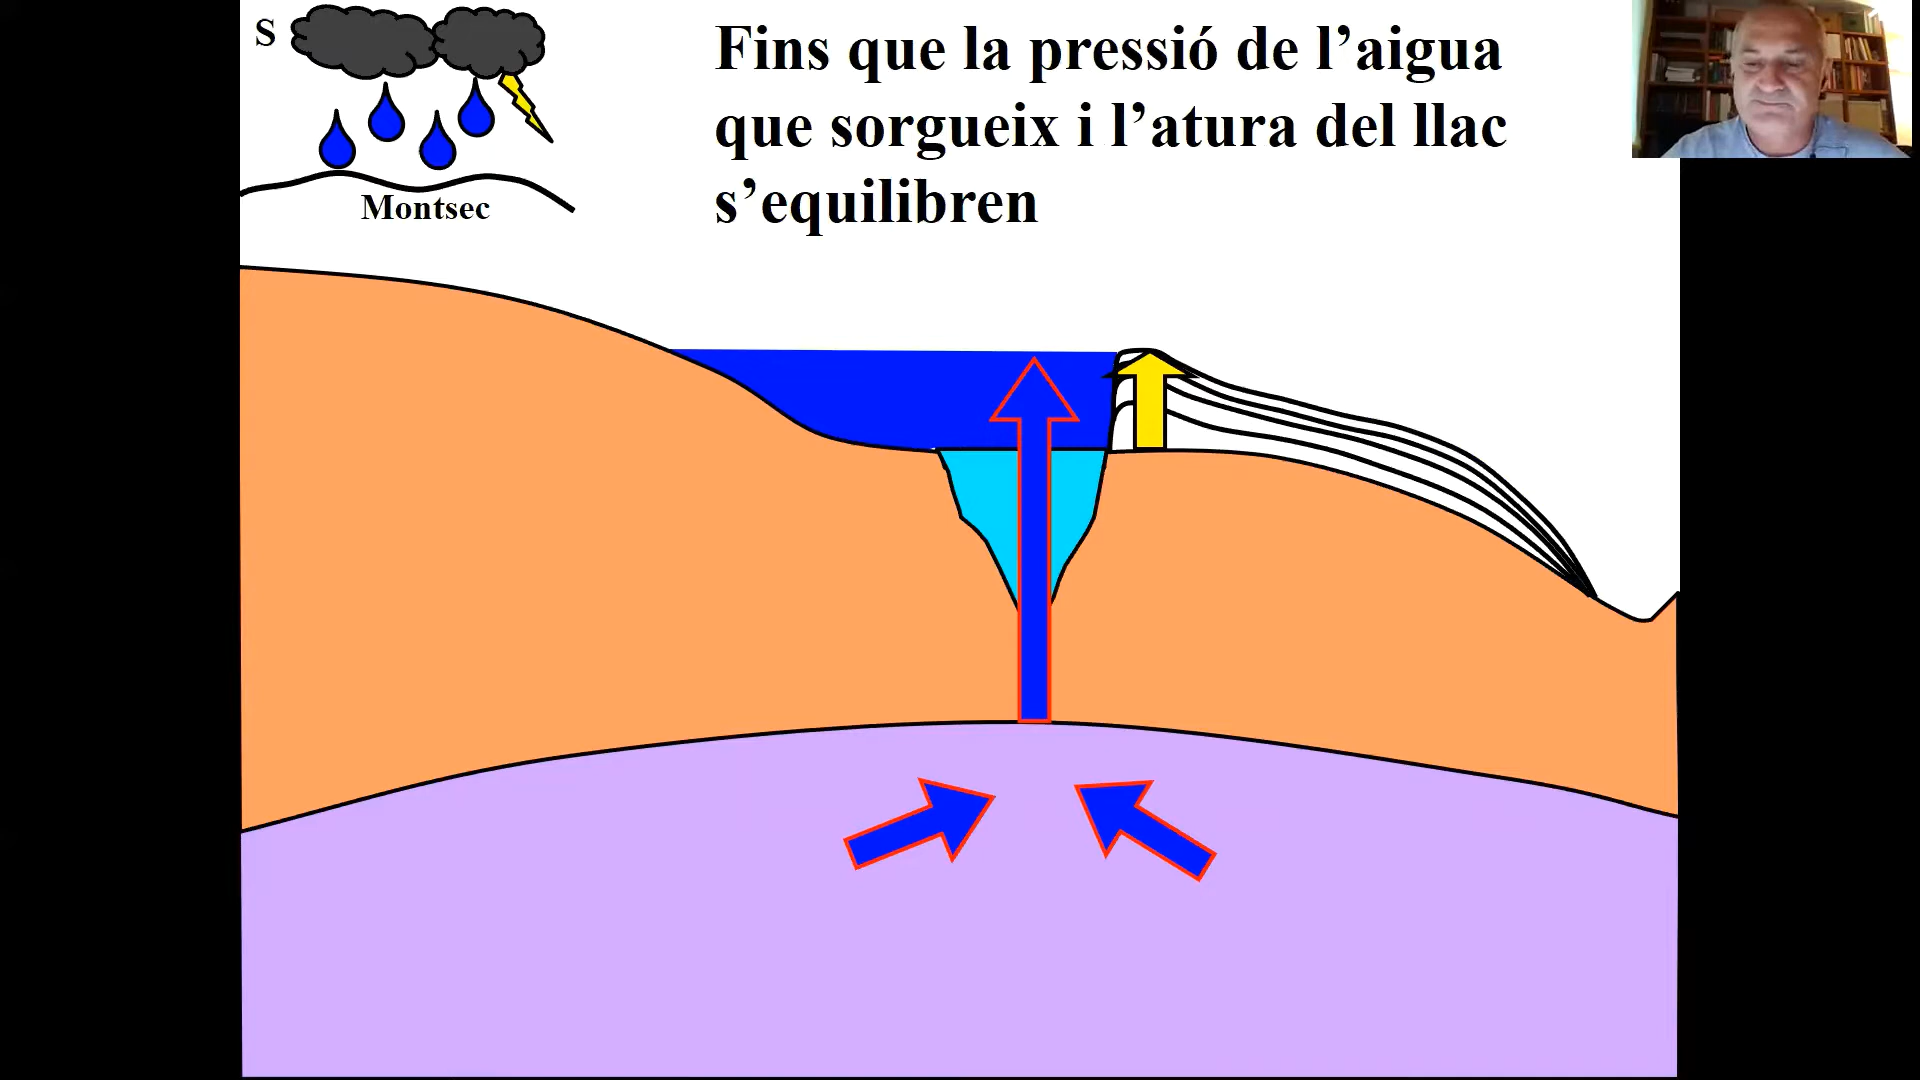 S
Montsec
Fins que la pressió de l’aigua
que sorgueix i l’atura del llac
s’equilibren